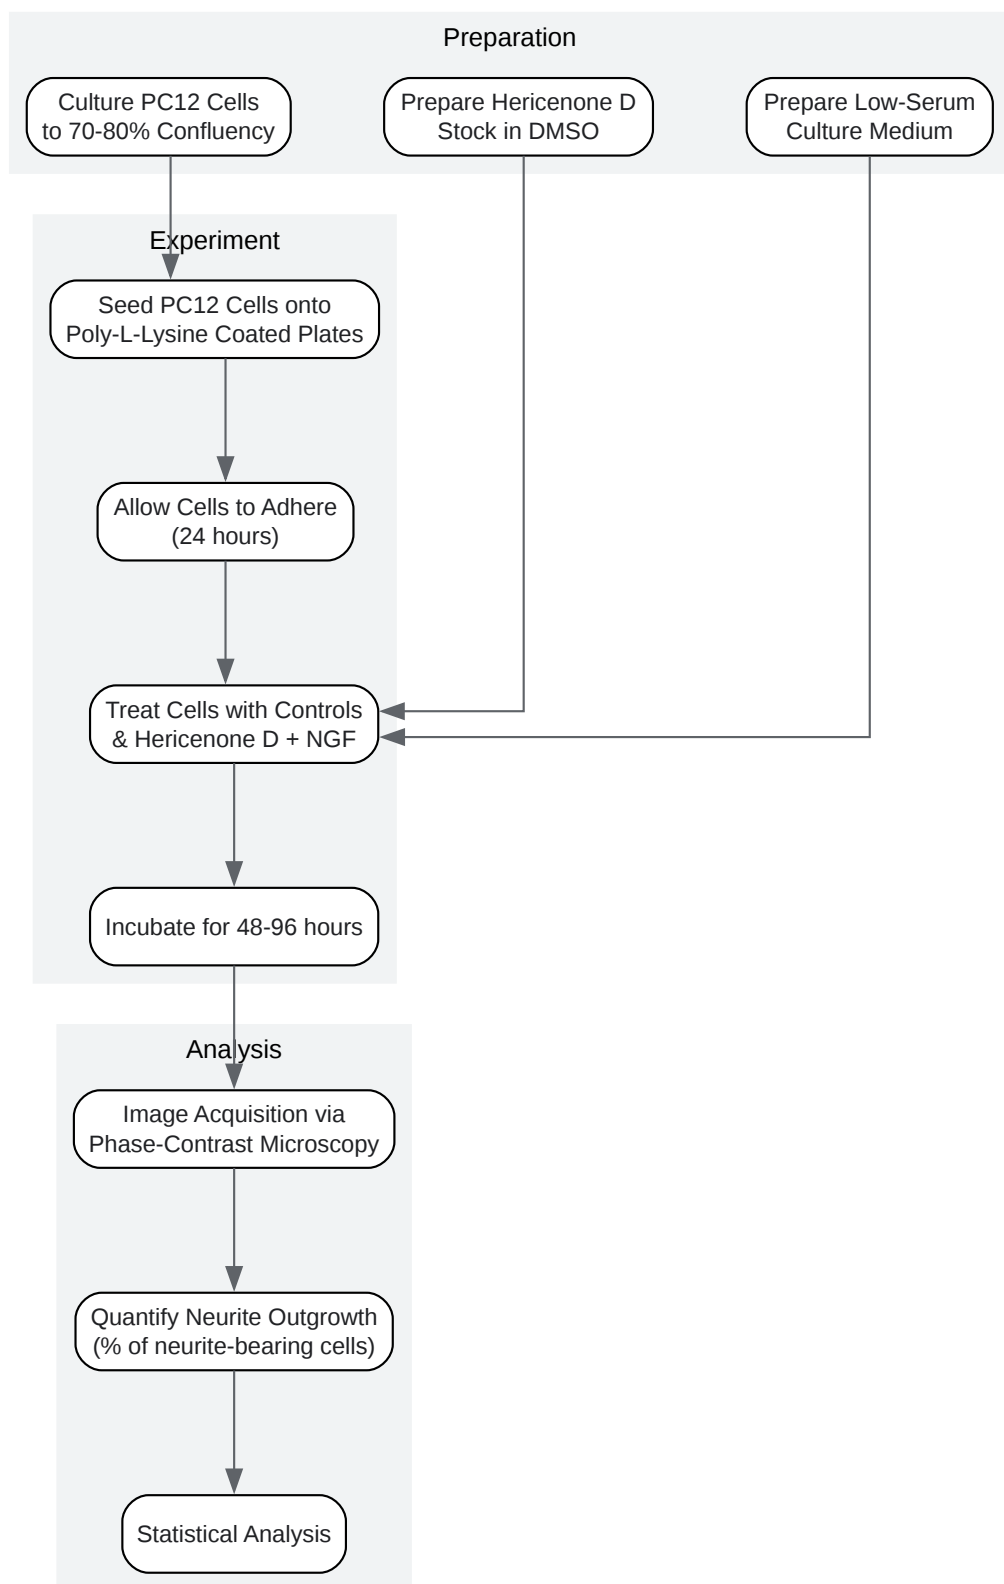 Preparation
Culture PC12 Cells
to 70-80% Confluency
Prepare Hericenone D
Stock in DMSO
Prepare Low-Serum
Culture Medium
Experiment
Seed PC12 Cells onto
Poly-L-Lysine Coated Plates
Allow Cells to Adhere
(24 hours)
Treat Cells with Controls
& Hericenone D + NGF
Incubate for 48-96 hours
Analysis
Image Acquisition via
Phase-Contrast Microscopy
Quantify Neurite Outgrowth
(% of neurite-bearing cells)
Statistical Analysis